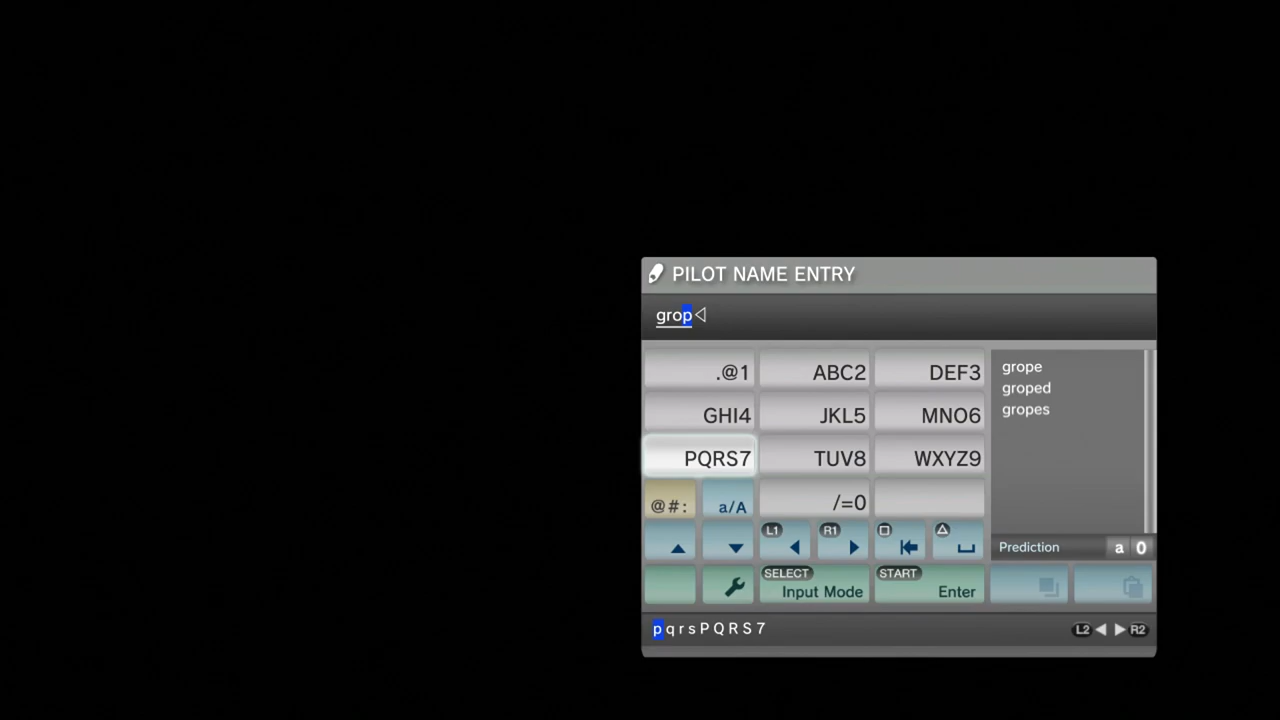 PILOT NAME ENTRY
grop
.@1 ABC2 DEF3
GHI4 JKL5 MNO6
PQRS7 TUV8 WXYZ9
@#: a/A /=0
grope
groped
gropes
L1 R1
Prediction a 0
SELECT START
Input Mode Enter
pqrsPQRS7 L2 R2